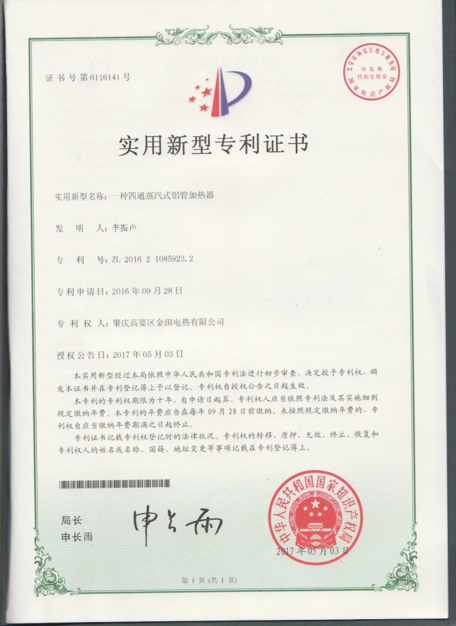 证书号第6116141号
实用新型专利证书
实用新型名称：一种四通蒸汽式铝管加热器
发 明 人：李振声
专 利 号：ZL 2016 2 1085923.2
专利申请日：2016年09月28日
专 利 权 人：肇庆高要区金田电热有限公司
授权公告日：2017年05月03日
本实用新型经过本局依照中华人民共和国专利法进行初步审查，决定授予专利权，颁
发本证书并在专利登记簿上予以登记。专利权自授权公告之日起生效。
本专利的专利权期限为十年，自申请日起算。专利权人应当依照专利法及其实施细则
规定缴纳年费。本专利的年费应当在每年09月28日前缴纳。未按照规定缴纳年费的，专利
权自应当缴纳年费期满之日起终止。
专利证书记载专利权登记时的法律状况。专利权的转移、质押、无效、终止、恢复和
专利权人的姓名或名称、国籍、地址变更等事项记载在专利登记簿上。
局长
申长雨
申长雨
中华人民共和国国家知识产权局
2017年05月03日
第1页(共1页)